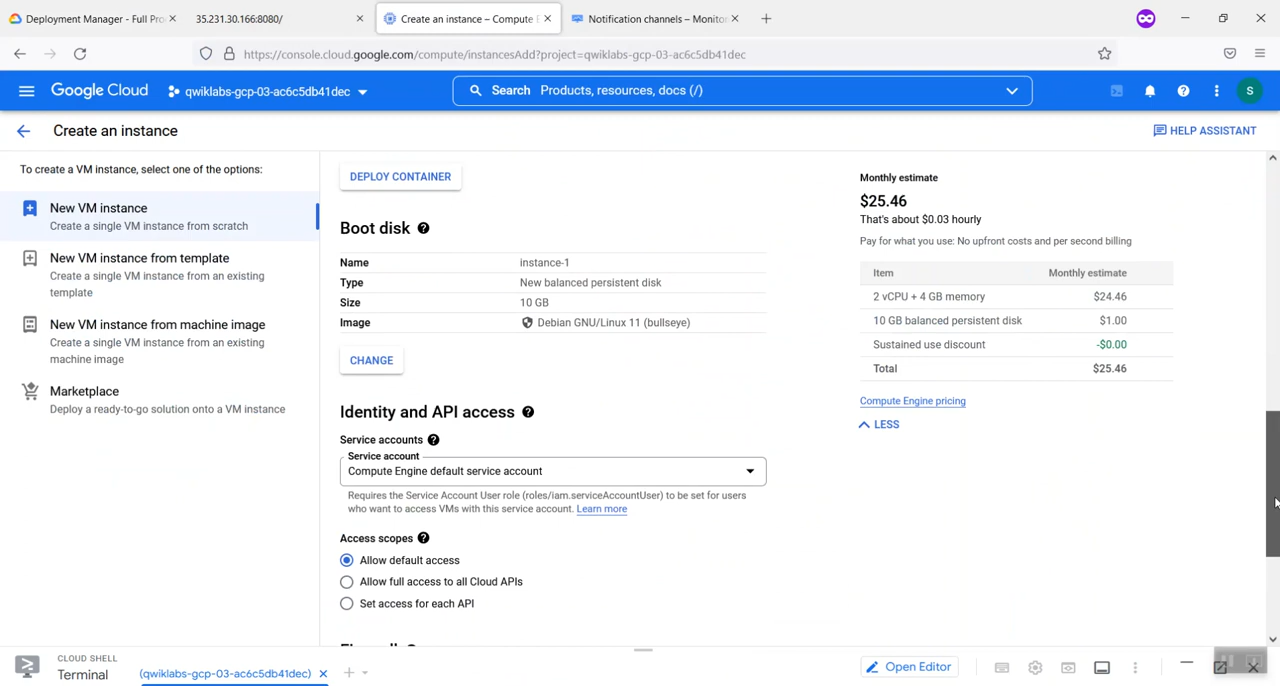 Deployment Manager - Full Pro
35.231.30.166:8080/
Create an instance – Compute E
Notification channels – Monitor
https://console.cloud.google.com/compute/instancesAdd?project=qwiklabs-gcp-03-ac6c5db41dec
Google Cloud
qwiklabs-gcp-03-ac6c5db41dec
Search Products, resources, docs (/)
S
Create an instance
HELP ASSISTANT
To create a VM instance, select one of the options:
New VM instance
Create a single VM instance from scratch
New VM instance from template
Create a single VM instance from an existing
template
New VM instance from machine image
Create a single VM instance from an existing
machine image
Marketplace
Deploy a ready-to-go solution onto a VM instance
DEPLOY CONTAINER
Boot disk
Name instance-1
Type New balanced persistent disk
Size 10 GB
Image Debian GNU/Linux 11 (bullseye)
CHANGE
Identity and API access
Service accounts
Service account
Compute Engine default service account
Requires the Service Account User role (roles/iam.serviceAccountUser) to be set for users
who want to access VMs with this service account. Learn more
Access scopes
Allow default access
Allow full access to all Cloud APIs
Set access for each API
Monthly estimate
$25.46
That's about $0.03 hourly
Pay for what you use: No upfront costs and per second billing
Item Monthly estimate
2 vCPU + 4 GB memory $24.46
10 GB balanced persistent disk $1.00
Sustained use discount -$0.00
Total $25.46
Compute Engine pricing
LESS
CLOUD SHELL
Terminal
(qwiklabs-gcp-03-ac6c5db41dec)
Open Editor